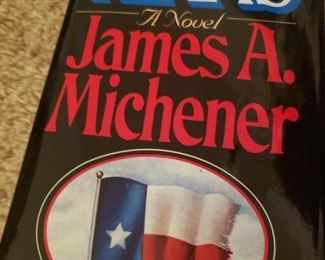 A Novel
James A.
Michener